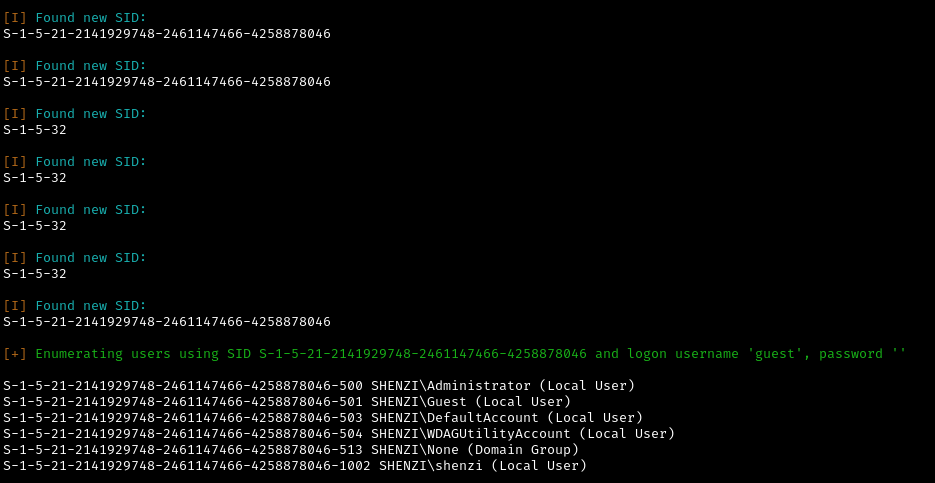 [I] Found new SID:
S-1-5-21-2141929748-2461147466-4258878046
[I] Found new SID:
S-1-5-21-2141929748-2461147466-4258878046
[I] Found new SID:
S-1-5-32
[I] Found new SID:
S-1-5-32
[I] Found new SID:
S-1-5-32
[I] Found new SID:
S-1-5-32
[I] Found new SID:
S-1-5-21-2141929748-2461147466-4258878046
[+] Enumerating users using SID S-1-5-21-2141929748-2461147466-4258878046 and logon username 'guest', password ''
S-1-5-21-2141929748-2461147466-4258878046-500 SHENZI\Administrator (Local User)
S-1-5-21-2141929748-2461147466-4258878046-501 SHENZI\Guest (Local User)
S-1-5-21-2141929748-2461147466-4258878046-503 SHENZI\DefaultAccount (Local User)
S-1-5-21-2141929748-2461147466-4258878046-504 SHENZI\WDAGUtilityAccount (Local User)
S-1-5-21-2141929748-2461147466-4258878046-513 SHENZI\None (Domain Group)
S-1-5-21-2141929748-2461147466-4258878046-1002 SHENZI\shenzi (Local User)